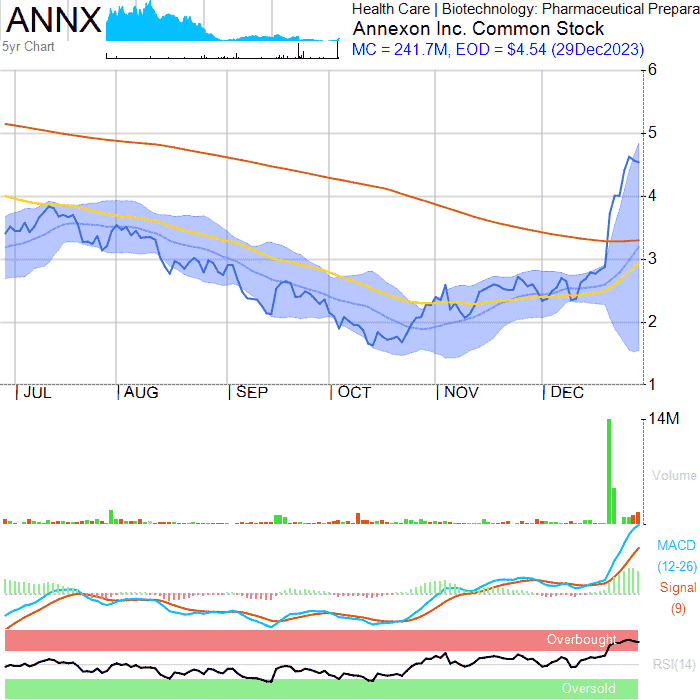 ANNX
5yr Chart
Health Care | Biotechnology: Pharmaceutical Prepara
Annexon Inc. Common Stock
MC = 241.7M, EOD = $4.54 (29Dec2023)
6
5
4
3
2
1
JUL AUG SEP OCT NOV DEC
14M
Volume
MACD
(12-26)
Signal
(9)
Overbought
RSI(14)
Oversold